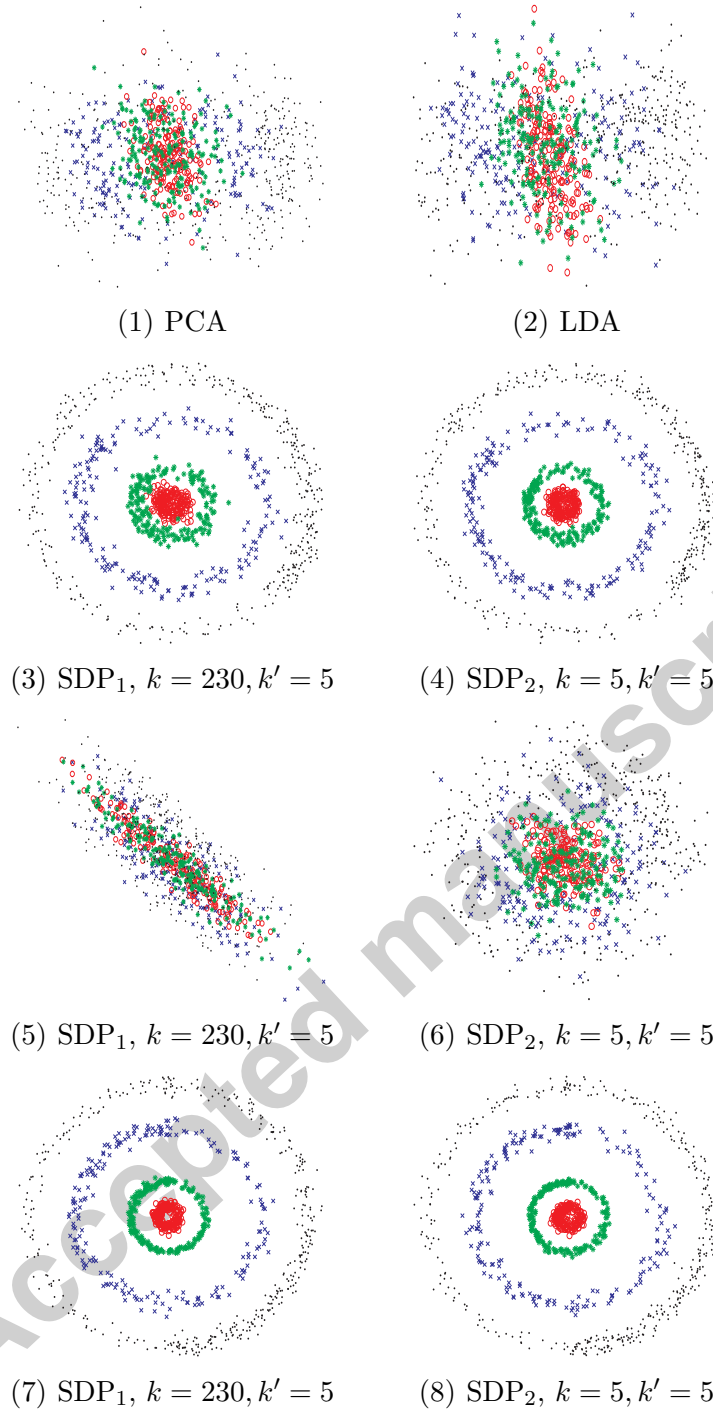 (1) PCA
(2) LDA
(3) SDP₁, k = 230, k′ = 5
(4) SDP₂, k = 5, k′ = 5
(5) SDP₁, k = 230, k′ = 5
(6) SDP₂, k = 5, k′ = 5
(7) SDP₁, k = 230, k′ = 5
(8) SDP₂, k = 5, k′ = 5
Accepted manuscr